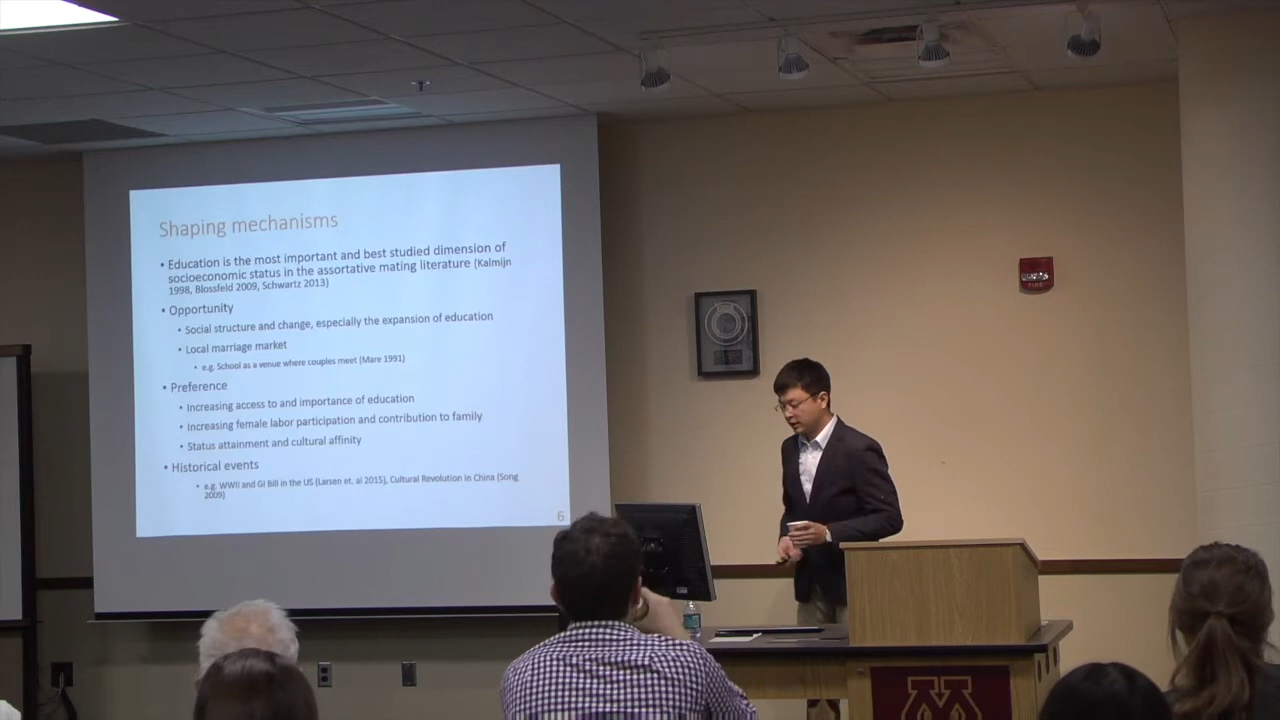 Shaping mechanisms
• Education is the most important and best studied dimension of
socioeconomic status in the assortative mating literature (Kalmijn
1998, Blossfeld 2009, Schwartz 2013)
• Opportunity
• Social structure and change, especially the expansion of education
• Local marriage market
• e.g. School as a venue where couples meet (Mare 1991)
• Preference
• Increasing access to and importance of education
• Increasing female labor participation and contribution to family
• Status attainment and cultural affinity
• Historical events
• e.g. WWII and GI Bill in the US (Larsen et. al 2015), Cultural Revolution in China (Song
2009)
6
FIRE
M